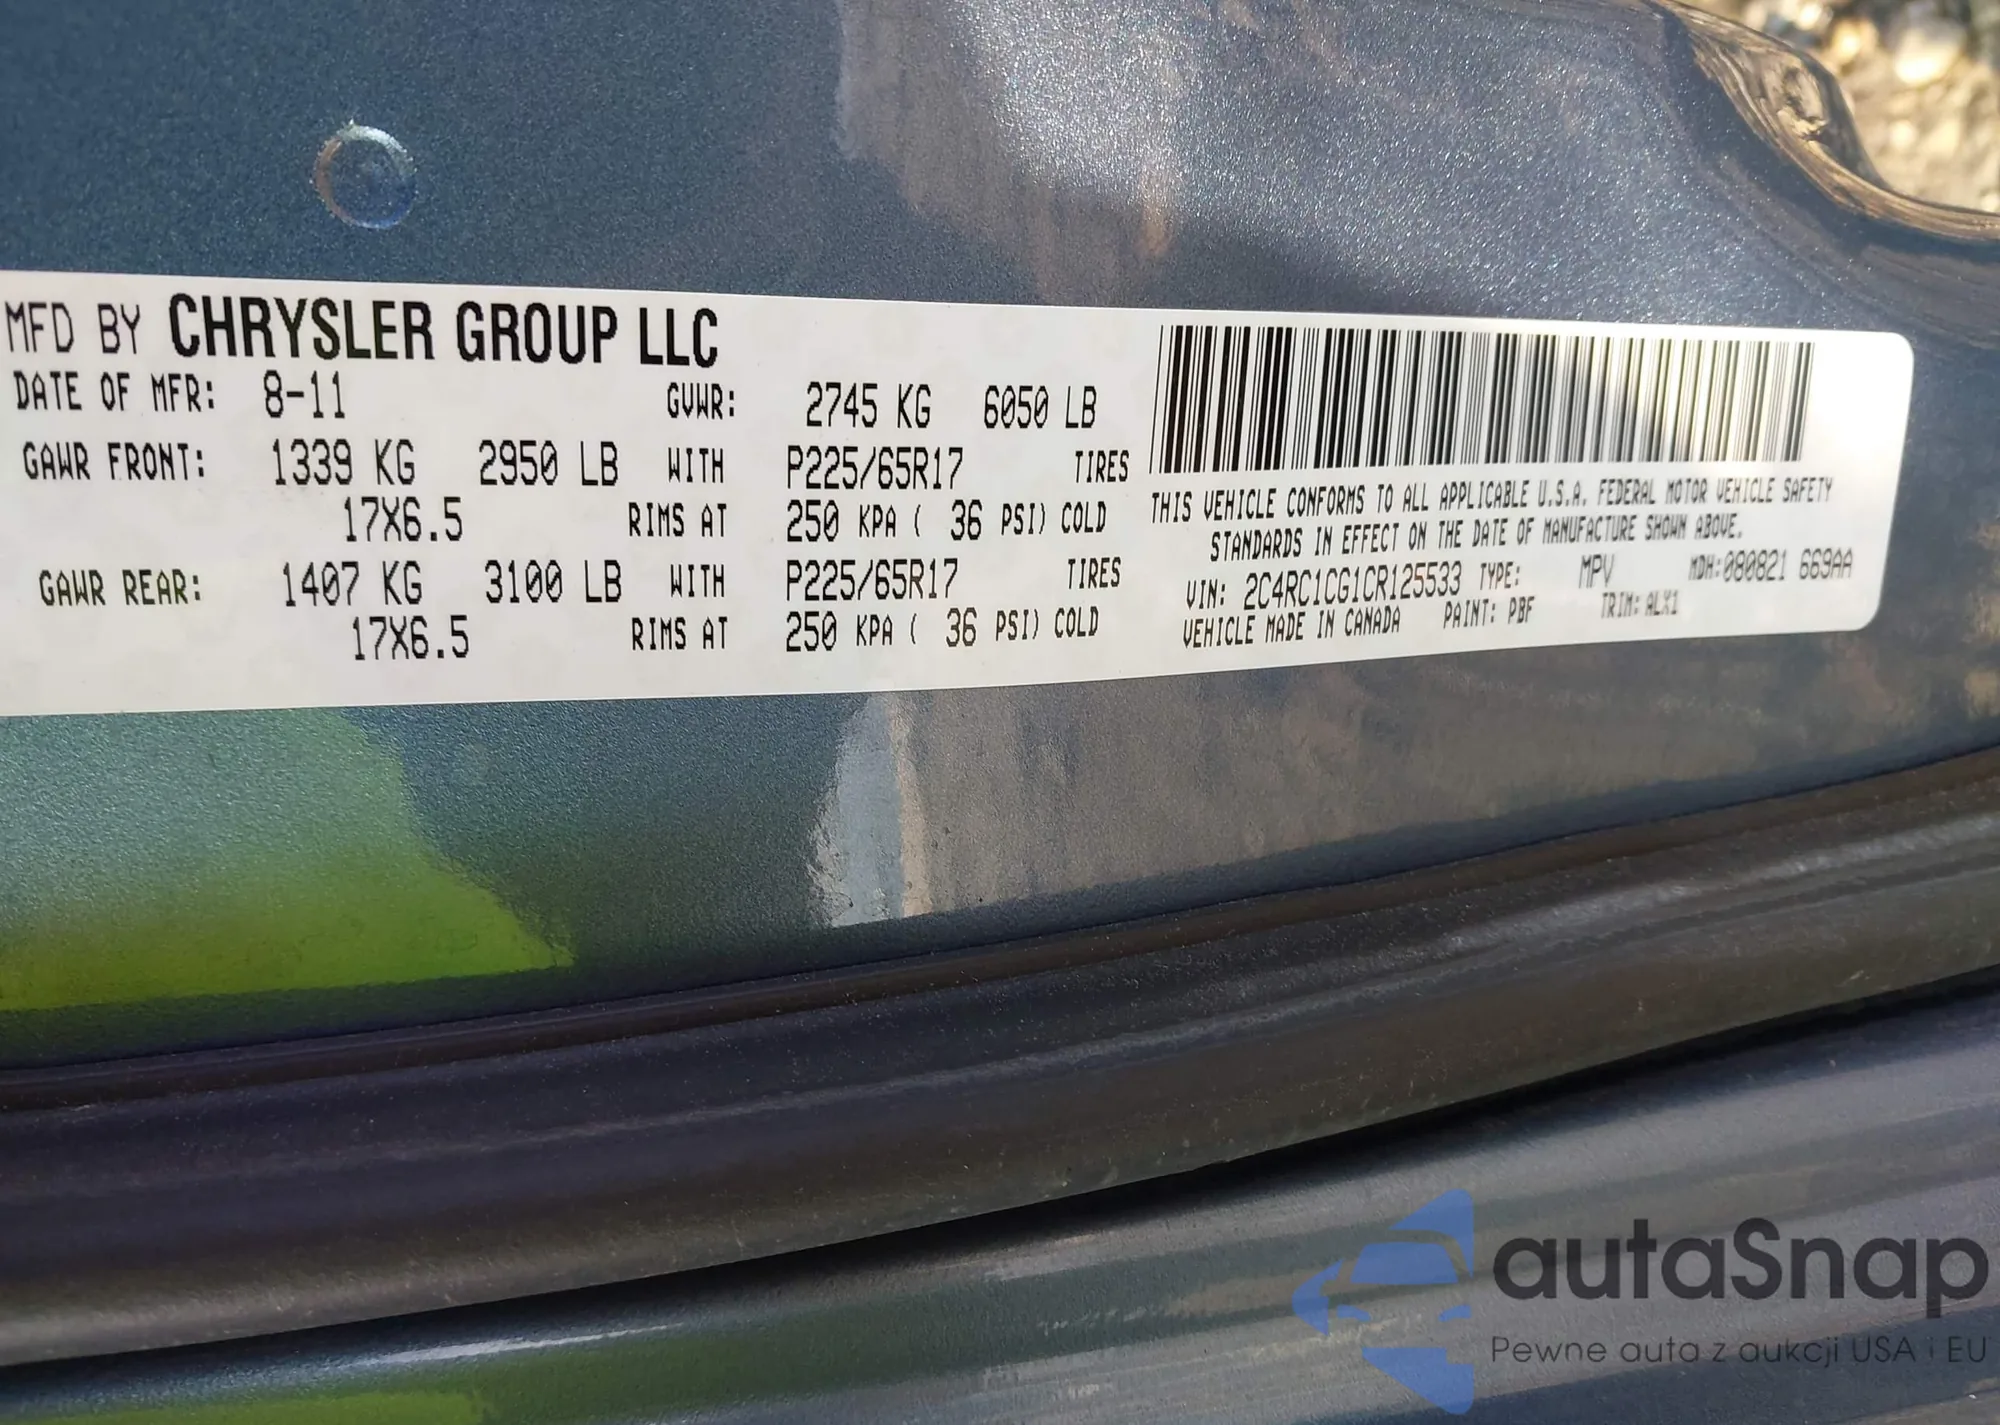 MFD BY CHRYSLER GROUP LLC
DATE OF MFR: 8-11 GVWR: 2745 KG 6050 LB
GAWR FRONT: 1339 KG 2950 LB WITH P225/65R17 TIRES
17X6.5 RIMS AT 250 KPA ( 36 PSI) COLD
GAWR REAR: 1407 KG 3100 LB WITH P225/65R17 TIRES
17X6.5 RIMS AT 250 KPA ( 36 PSI) COLD
THIS VEHICLE CONFORMS TO ALL APPLICABLE U.S.A. FEDERAL MOTOR VEHICLE SAFETY
STANDARDS IN EFFECT ON THE DATE OF MANUFACTURE SHOWN ABOVE.
VIN: 2C4RC1CG1CR125533 TYPE: MPV MDH:080821 669AA
VEHICLE MADE IN CANADA PAINT: PBF TRIM: ALX1
autaSnap
Pewne auta z aukcji USA i EU